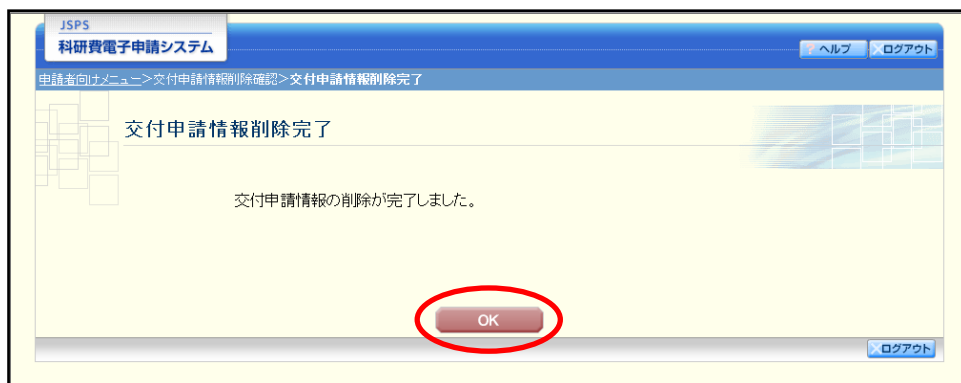 JSPS
科研費電子申請システム
? ヘルプ
ログアウト
申請者向けメニュー>交付申請情報削除確認>交付申請情報削除完了
交付申請情報削除完了
交付申請情報の削除が完了しました。
OK
ログアウト